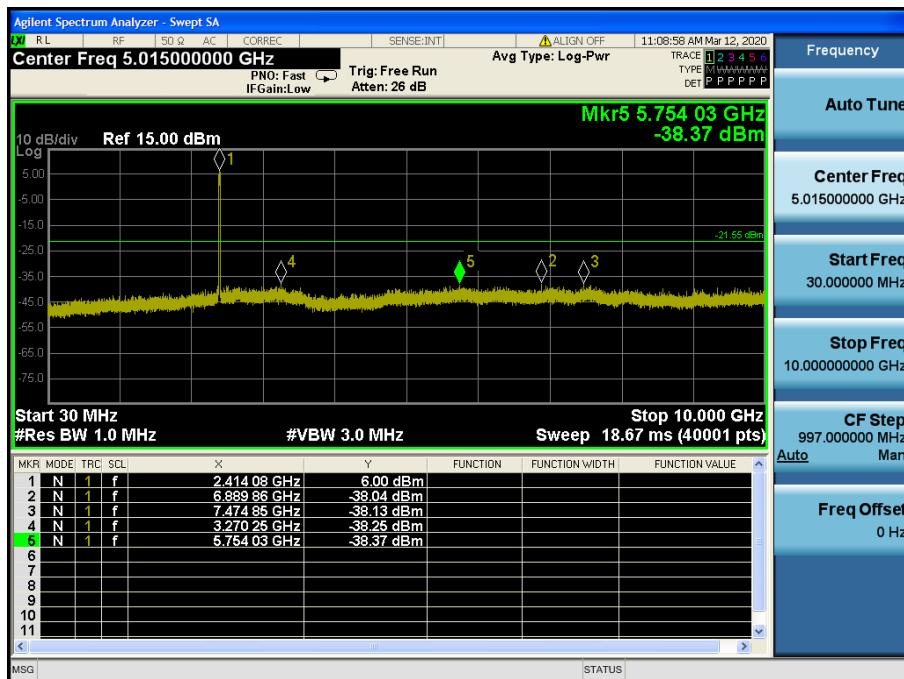 Agilent Spectrum Analyzer - Swept SA
LXI RL RF 50 Ω AC CORREC SENSE:INT ALIGN OFF 11:08:58 AM Mar 12, 2020
Center Freq 5.015000000 GHz
PNO: Fast
IFGain:Low
Trig: Free Run
Atten: 26 dB
Avg Type: Log-Pwr
TRACE 1 2 3 4 5 6
TYPE M WWWWW
DET P P P P P P
Mkr5 5.754 03 GHz
-38.37 dBm
10 dB/div
Log
Ref 15.00 dBm
5.00
-5.00
-15.0
-25.0
-35.0
-45.0
-55.0
-65.0
-75.0
1
4
5
2
3
-21.55 dBm
Start 30 MHz
Stop 10.000 GHz
#Res BW 1.0 MHz
#VBW 3.0 MHz
Sweep 18.67 ms (40001 pts)
MKR MODE TRC SCL X Y FUNCTION FUNCTION WIDTH FUNCTION VALUE
1 N 1 f 2.414 08 GHz 6.00 dBm
2 N 1 f 6.889 86 GHz -38.04 dBm
3 N 1 f 7.474 85 GHz -38.13 dBm
4 N 1 f 3.270 25 GHz -38.25 dBm
5 N 1 f 5.754 03 GHz -38.37 dBm
6
7
8
9
10
11
MSG
STATUS
Frequency
Auto Tune
Center Freq
5.015000000 GHz
Start Freq
30.000000 MHz
Stop Freq
10.000000000 GHz
CF Step
997.000000 MHz
Auto Man
Freq Offset
0 Hz